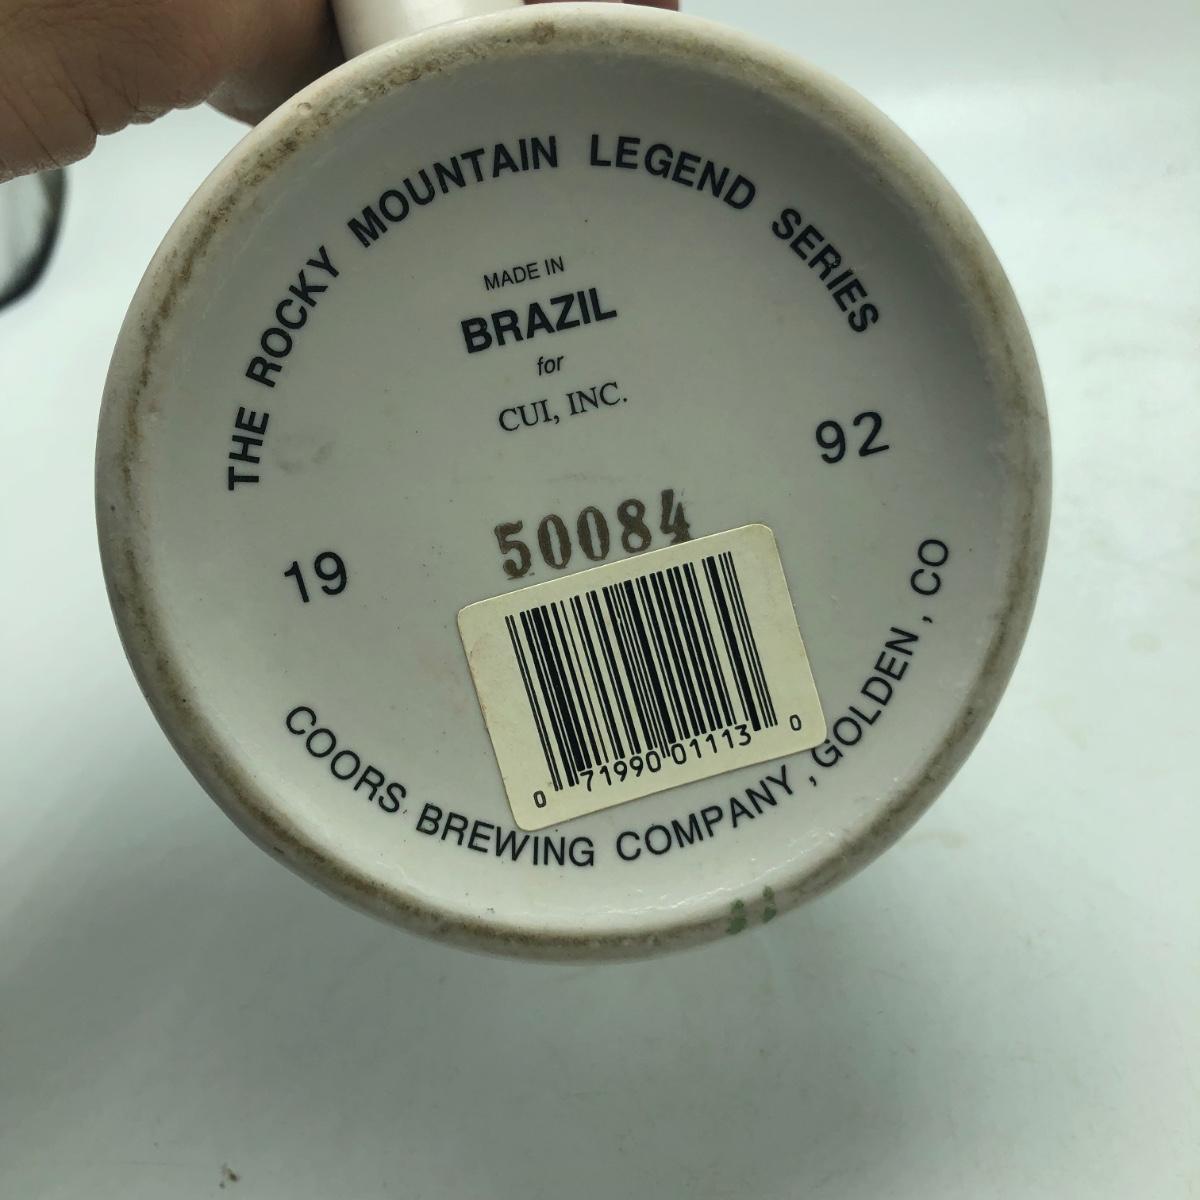 THE ROCKY MOUNTAIN LEGEND SERIES
MADE IN
BRAZIL
for
CUI, INC.
19 92
50084
0 71990 01113 0
COORS BREWING COMPANY, GOLDEN, CO